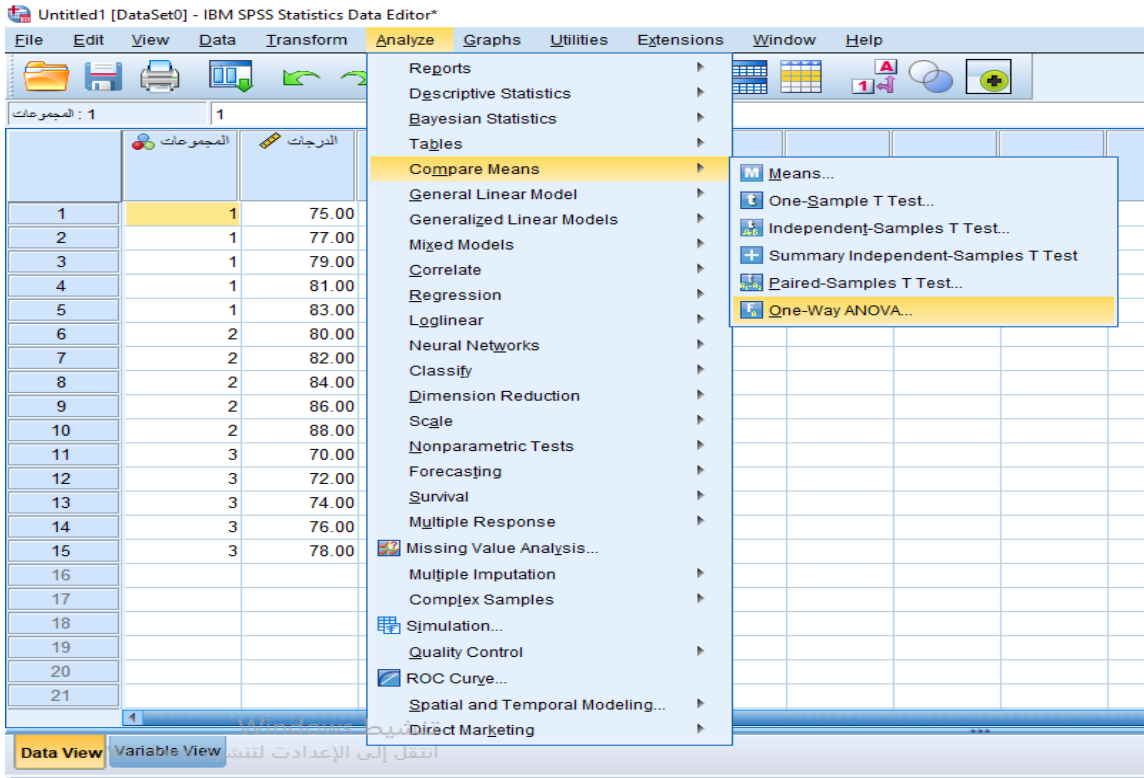 Untitled1 [DataSet0] - IBM SPSS Statistics Data Editor*
File Edit View Data Transform Analyze Graphs Utilities Extensions Window Help
1 : المجموعات 1
المجموعات الدرجات
1 1 75.00
2 1 77.00
3 1 79.00
4 1 81.00
5 1 83.00
6 2 80.00
7 2 82.00
8 2 84.00
9 2 86.00
10 2 88.00
11 3 70.00
12 3 72.00
13 3 74.00
14 3 76.00
15 3 78.00
16
17
18
19
20
21
Reports
Descriptive Statistics
Bayesian Statistics
Tables
Compare Means
General Linear Model
Generalized Linear Models
Mixed Models
Correlate
Regression
Loglinear
Neural Networks
Classify
Dimension Reduction
Scale
Nonparametric Tests
Forecasting
Survival
Multiple Response
Missing Value Analysis...
Multiple Imputation
Complex Samples
Simulation...
Quality Control
ROC Curve...
Spatial and Temporal Modeling...
Direct Marketing
Means...
One-Sample T Test...
Independent-Samples T Test...
Summary Independent-Samples T Test
Paired-Samples T Test...
One-Way ANOVA...
تنشيط Windows
انتقل إلى الإعدادت
Data View Variable View